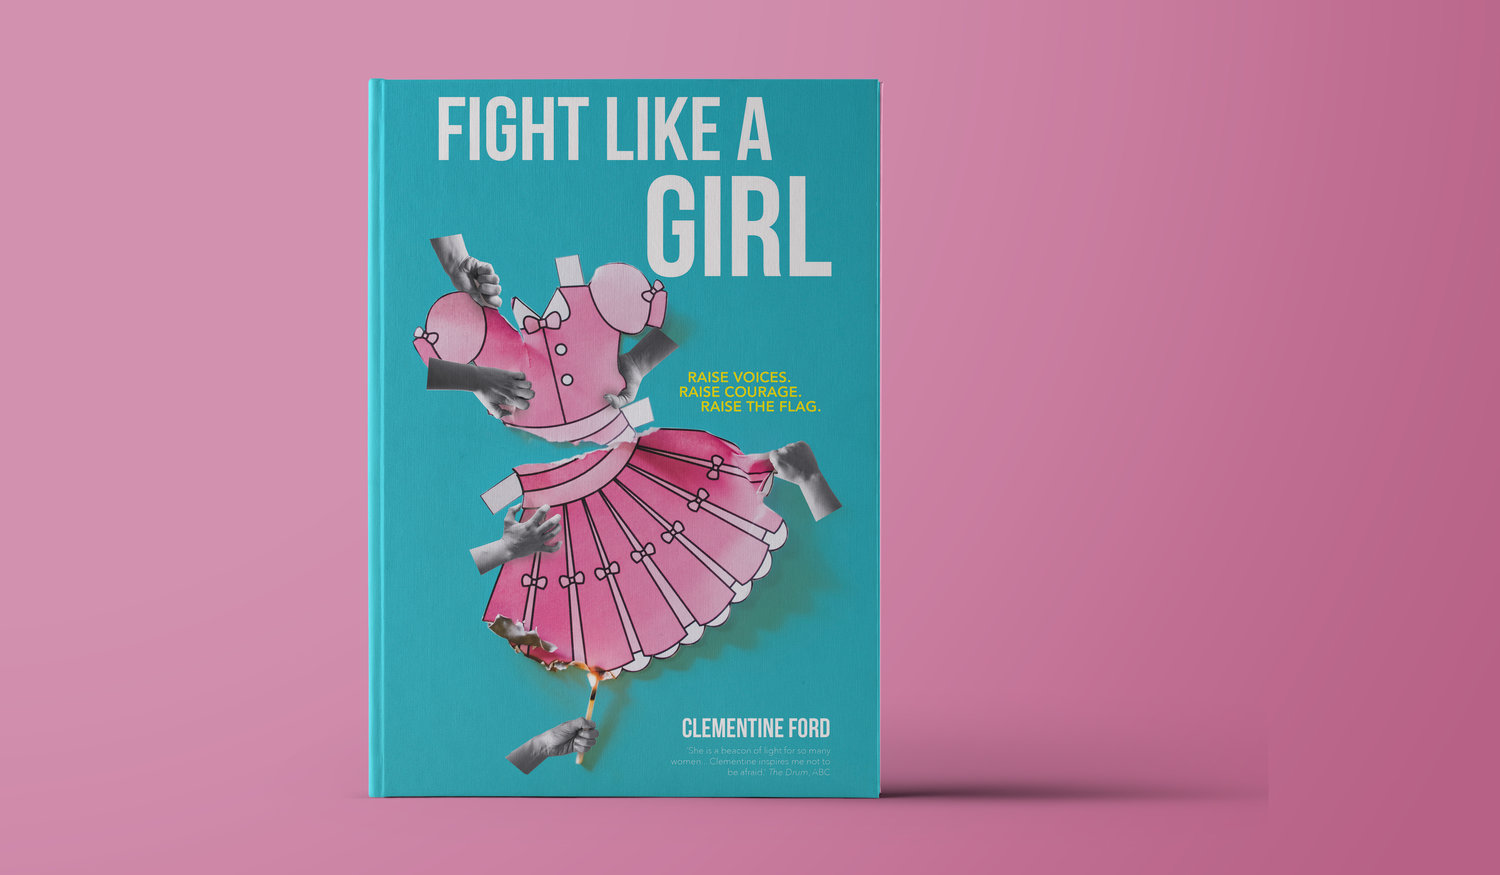 FIGHT LIKE A
GIRL
RAISE VOICES.
RAISE COURAGE.
RAISE THE FLAG.
CLEMENTINE FORD
'She is a beacon of light for so many
women... Clementine inspires me not to
be afraid.' The Drum, ABC